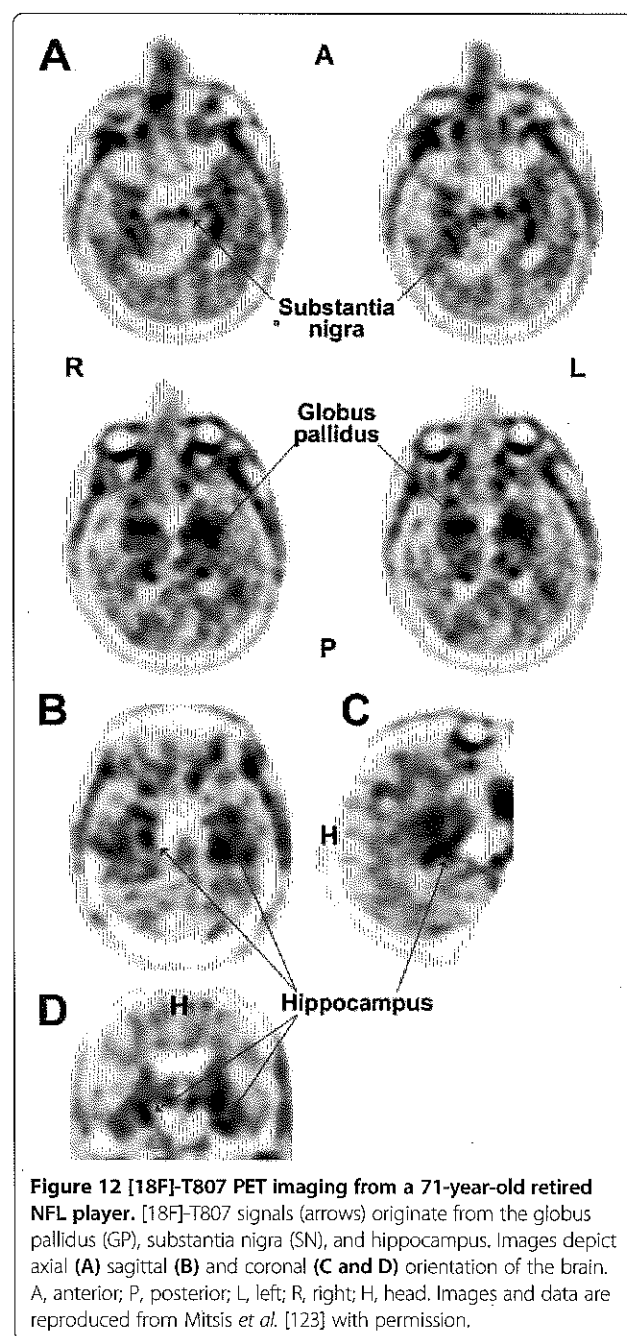 A
A
Substantia
nigra
R
L
Globus
pallidus
P
B
C
H
Hippocampus
D
H
Figure 12 [18F]-T807 PET imaging from a 71-year-old retired
NFL player. [18F]-T807 signals (arrows) originate from the globus
pallidus (GP), substantia nigra (SN), and hippocampus. Images depict
axial (A) sagittal (B) and coronal (C and D) orientation of the brain.
A, anterior; P, posterior; L, left; R, right; H, head. Images and data are
reproduced from Mitsis et al. [123] with permission.